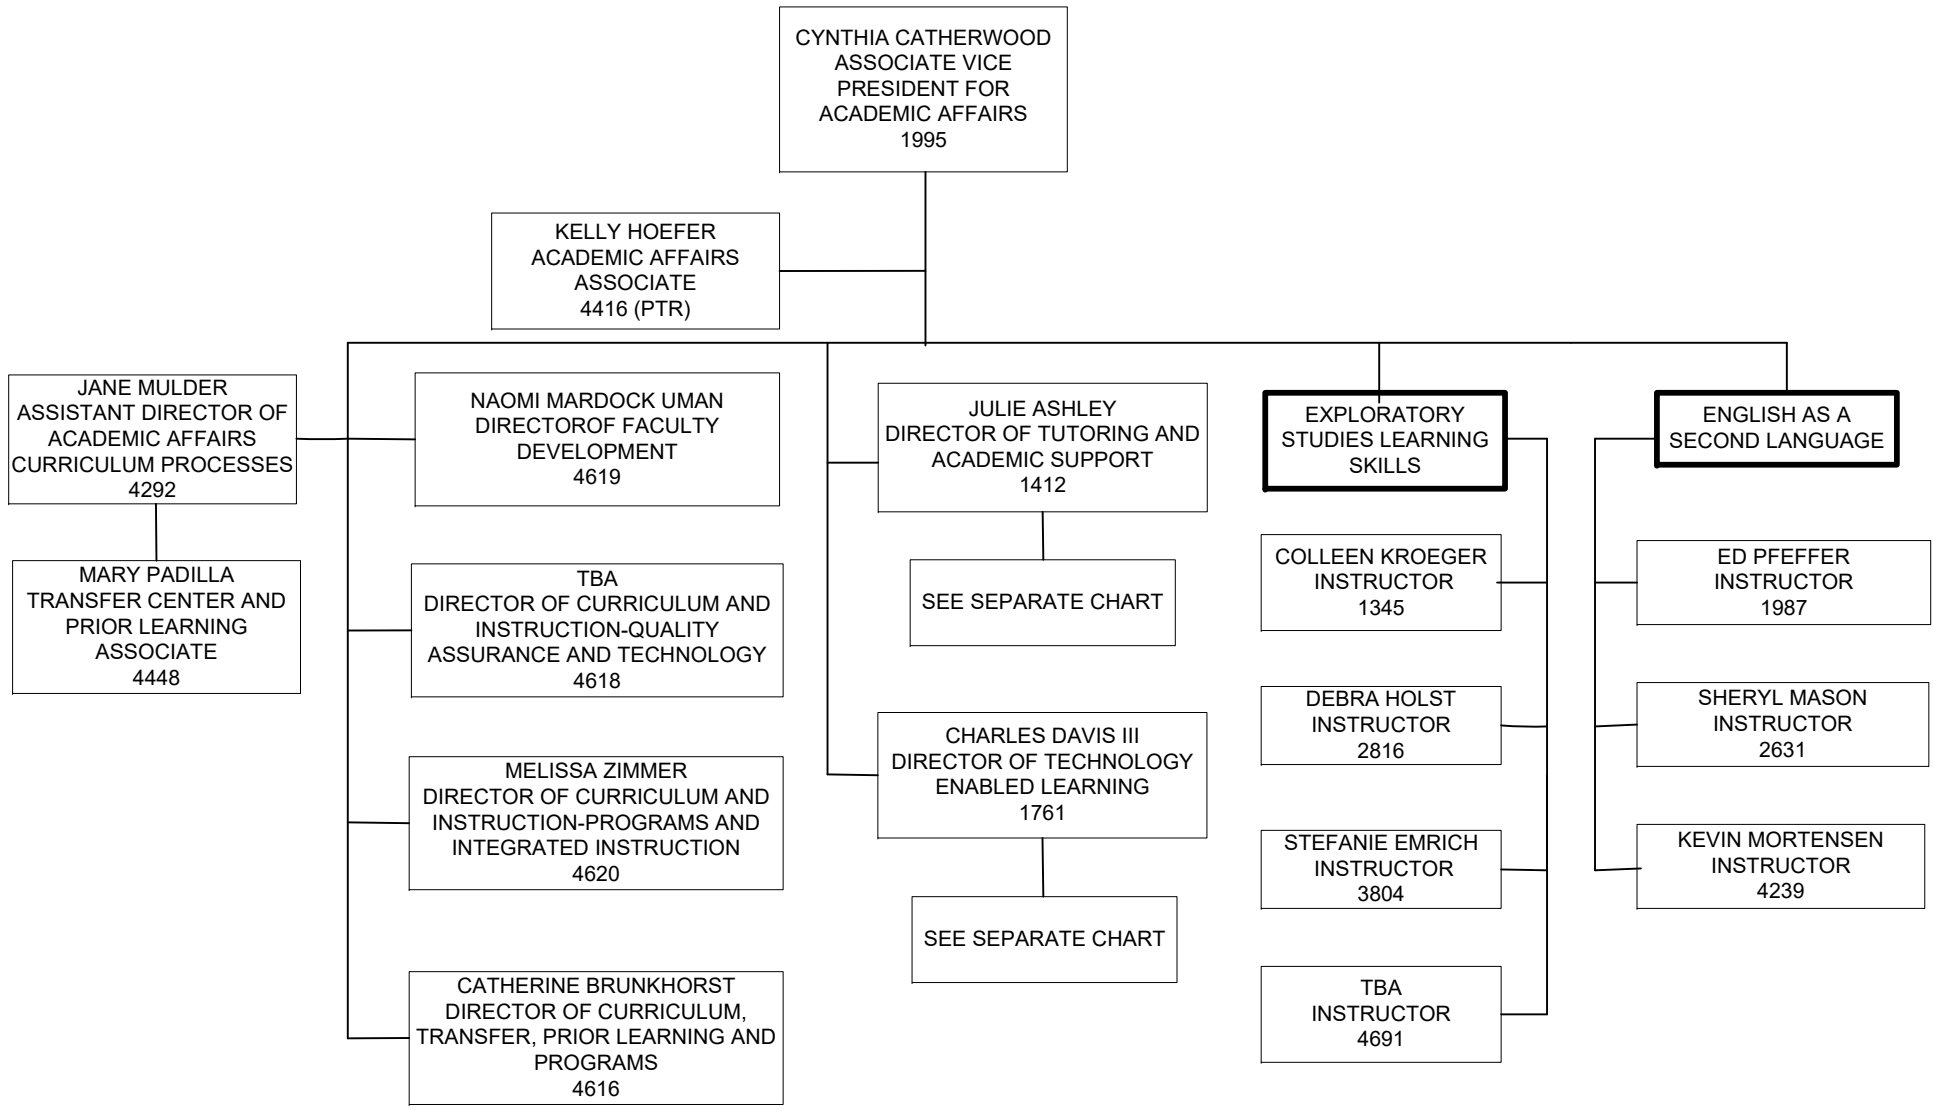 CYNTHIA CATHERWOOD
ASSOCIATE VICE
PRESIDENT FOR
ACADEMIC AFFAIRS
1995
KELLY HOEFER
ACADEMIC AFFAIRS
ASSOCIATE
4416 (PTR)
JANE MULDER
ASSISTANT DIRECTOR OF
ACADEMIC AFFAIRS
CURRICULUM PROCESSES
4292
MARY PADILLA
TRANSFER CENTER AND
PRIOR LEARNING
ASSOCIATE
4448
NAOMI MARDOCK UMAN
DIRECTOROF FACULTY
DEVELOPMENT
4619
TBA
DIRECTOR OF CURRICULUM AND
INSTRUCTION-QUALITY
ASSURANCE AND TECHNOLOGY
4618
MELISSA ZIMMER
DIRECTOR OF CURRICULUM AND
INSTRUCTION-PROGRAMS AND
INTEGRATED INSTRUCTION
4620
CATHERINE BRUNKHORST
DIRECTOR OF CURRICULUM,
TRANSFER, PRIOR LEARNING AND
PROGRAMS
4616
JULIE ASHLEY
DIRECTOR OF TUTORING AND
ACADEMIC SUPPORT
1412
SEE SEPARATE CHART
CHARLES DAVIS III
DIRECTOR OF TECHNOLOGY
ENABLED LEARNING
1761
SEE SEPARATE CHART
EXPLORATORY
STUDIES LEARNING
SKILLS
COLLEEN KROEGER
INSTRUCTOR
1345
DEBRA HOLST
INSTRUCTOR
2816
STEFANIE EMRICH
INSTRUCTOR
3804
TBA
INSTRUCTOR
4691
ENGLISH AS A
SECOND LANGUAGE
ED PFEFFER
INSTRUCTOR
1987
SHERYL MASON
INSTRUCTOR
2631
KEVIN MORTENSEN
INSTRUCTOR
4239